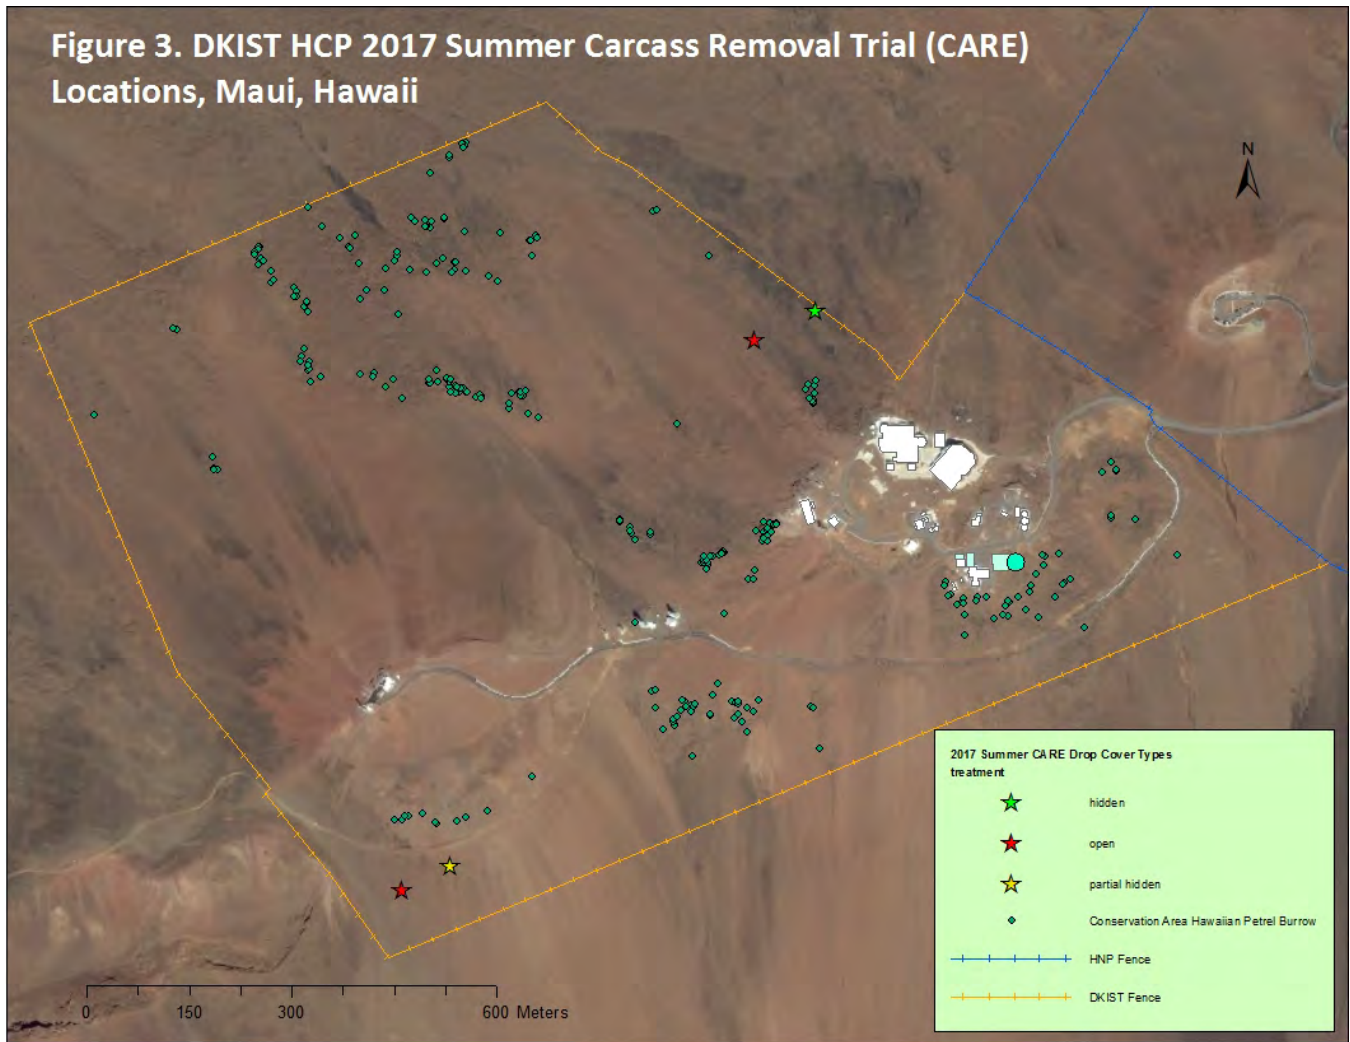 Figure 3. DKIST HCP 2017 Summer Carcass Removal Trial (CARE)
Locations, Maui, Hawaii
N
2017 Summer CARE Drop Cover Types
treatment
hidden
open
partial hidden
Conservation Area Hawaiian Petrel Burrow
HNP Fence
DKIST Fence
0 150 300 600 Meters